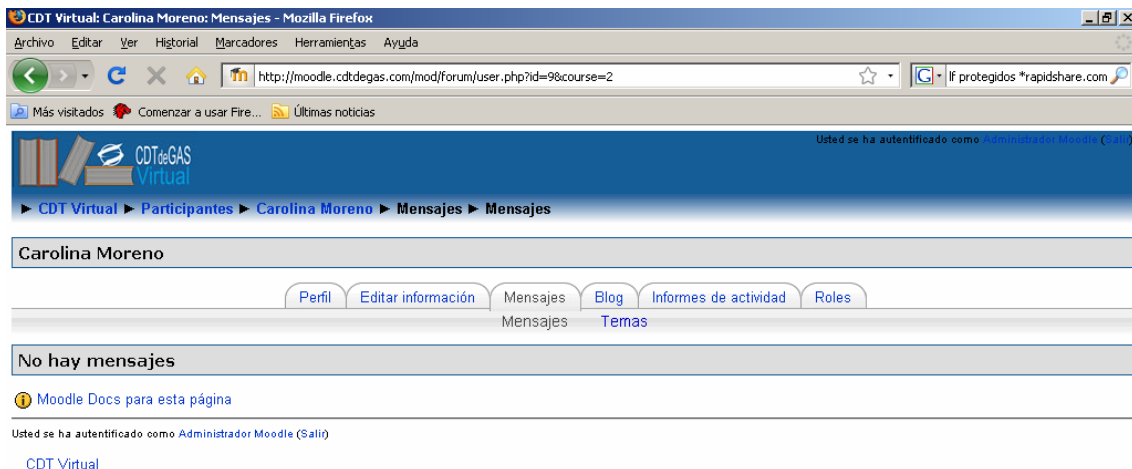 CDT Virtual: Carolina Moreno: Mensajes - Mozilla Firefox
Archivo Editar Ver Historial Marcadores Herramientas Ayuda
http://moodle.cdtdegas.com/mod/forum/user.php?id=9&course=2 G lf protegidos *rapidshare.com
Más visitados Comenzar a usar Fire... Últimas noticias
Usted se ha autentificado como Administrador Moodle (Salir)
CDTdeGAS
Virtual
► CDT Virtual ► Participantes ► Carolina Moreno ► Mensajes ► Mensajes
Carolina Moreno
Perfil Editar información Mensajes Blog Informes de actividad Roles
Mensajes Temas
No hay mensajes
Moodle Docs para esta página
Usted se ha autentificado como Administrador Moodle (Salir)
CDT Virtual